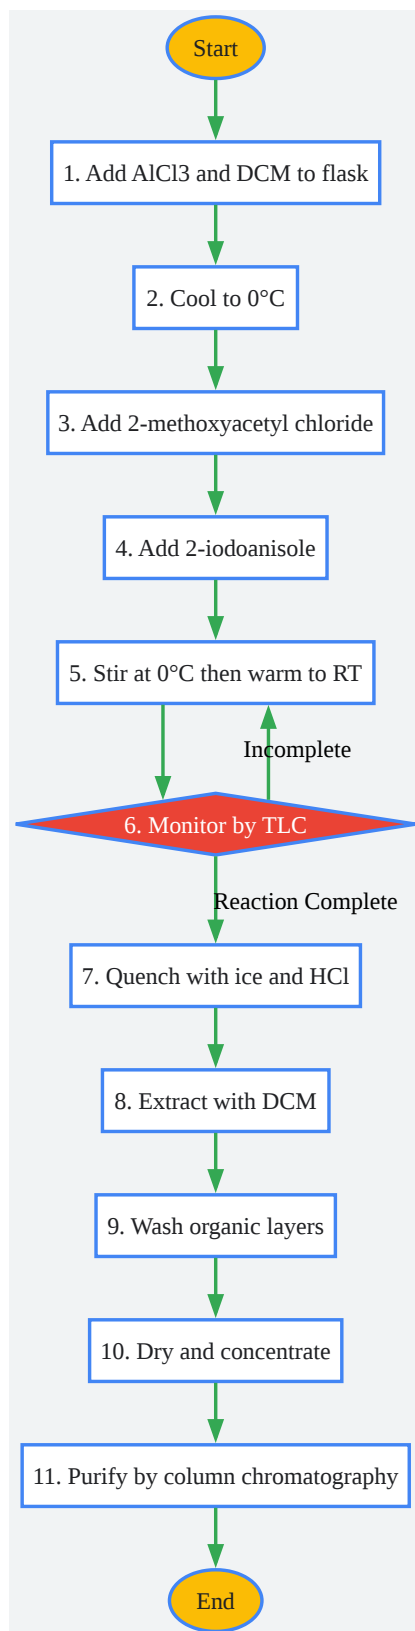 Start
1. Add AlCl3 and DCM to flask
2. Cool to 0°C
3. Add 2-methoxyacetyl chloride
4. Add 2-iodoanisole
5. Stir at 0°C then warm to RT
Incomplete
6. Monitor by TLC
Reaction Complete
7. Quench with ice and HCl
8. Extract with DCM
9. Wash organic layers
10. Dry and concentrate
11. Purify by column chromatography
End